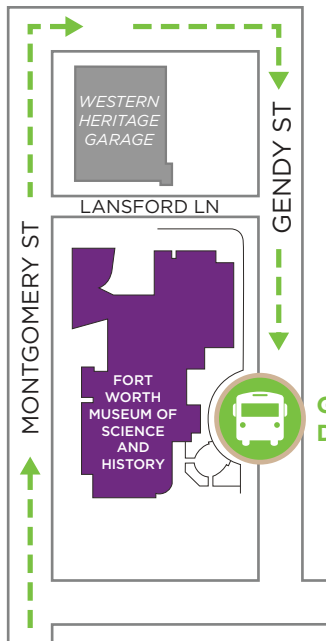 WESTERN
HERITAGE
GARAGE
GENDY ST
LANSFORD LN
MONTGOMERY ST
FORT
WORTH
MUSEUM OF
SCIENCE
AND
HISTORY